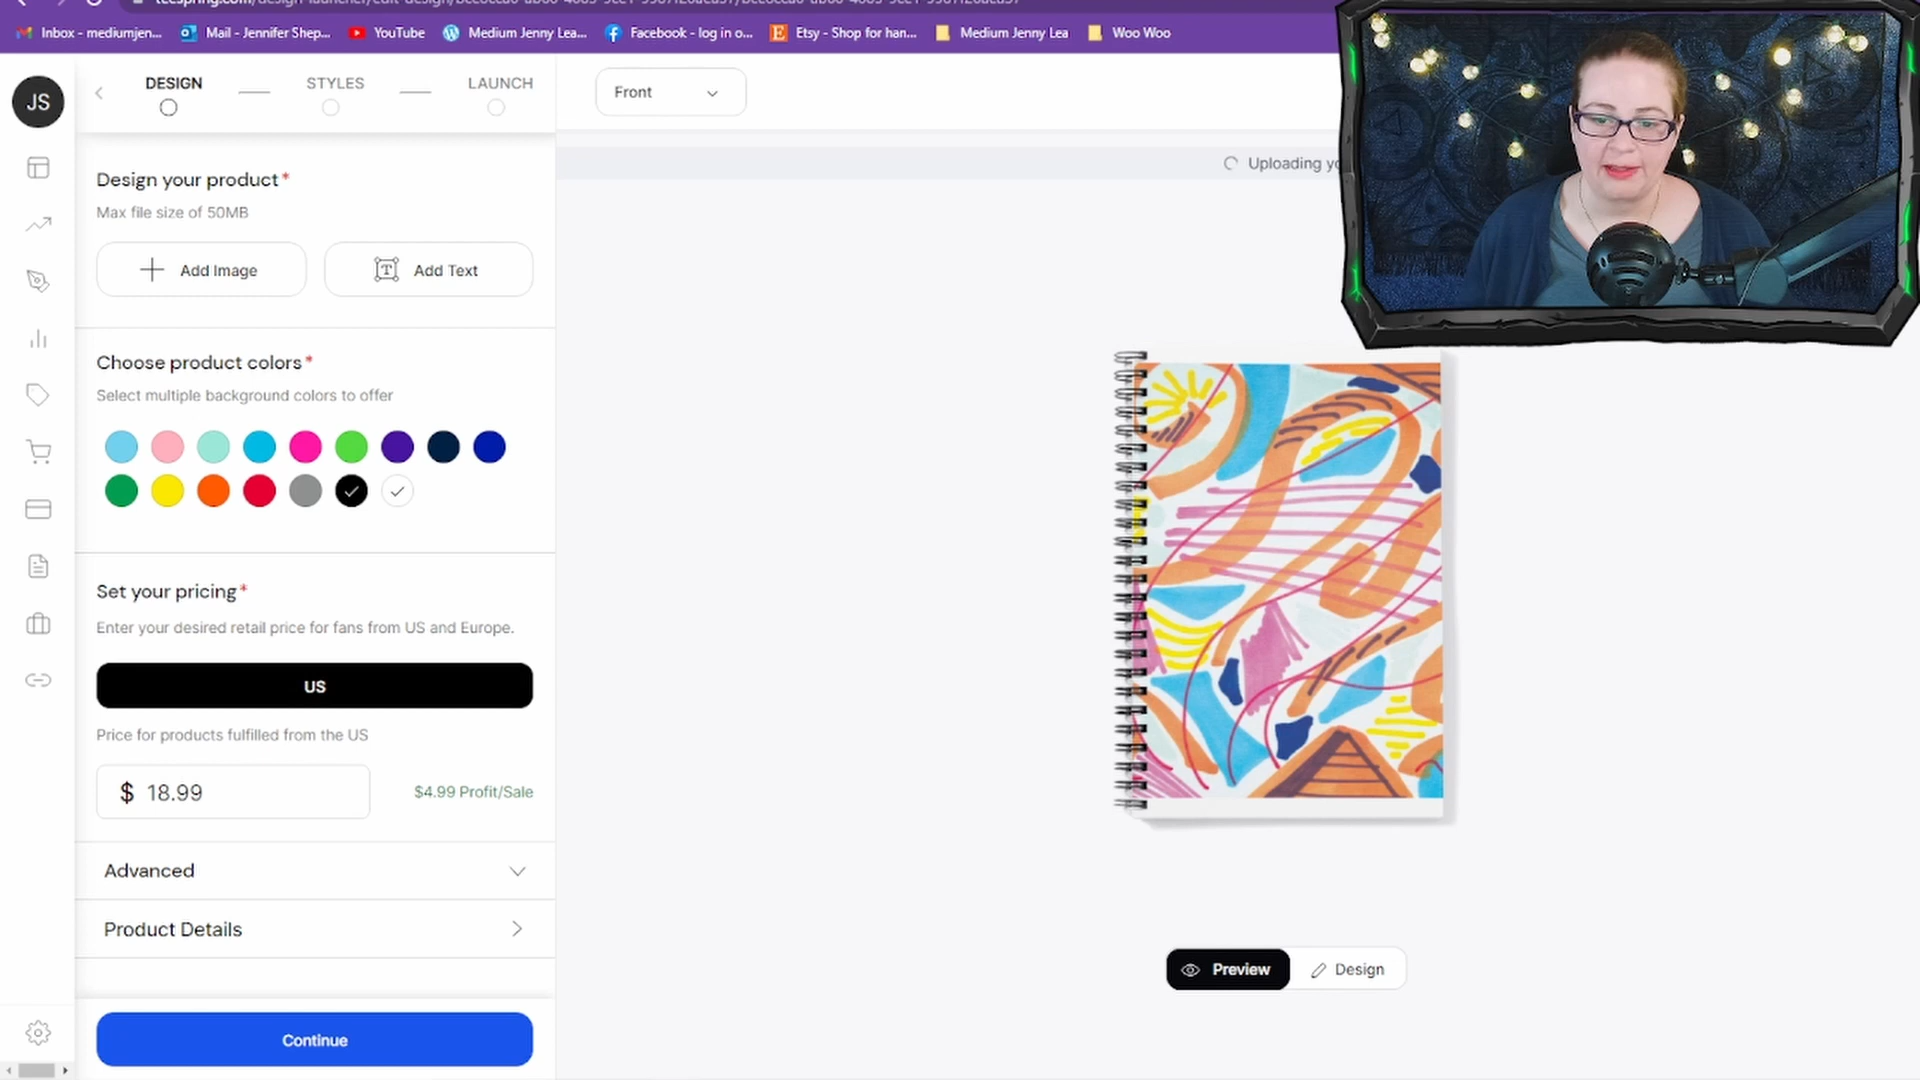 Inbox - mediumjen...
Mail - Jennifer Shep...
YouTube
Medium Jenny Lea...
Facebook - log in o...
Etsy - Shop for han...
Medium Jenny Lea
Woo Woo
JS
DESIGN
STYLES
LAUNCH
Front
Uploading yo
Design your product*
Max file size of 50MB
Add Image
Add Text
Choose product colors*
Select multiple background colors to offer
Set your pricing*
Enter your desired retail price for fans from US and Europe.
US
Price for products fulfilled from the US
$ 18.99
$4.99 Profit/Sale
Advanced
Product Details
Preview
Design
Continue